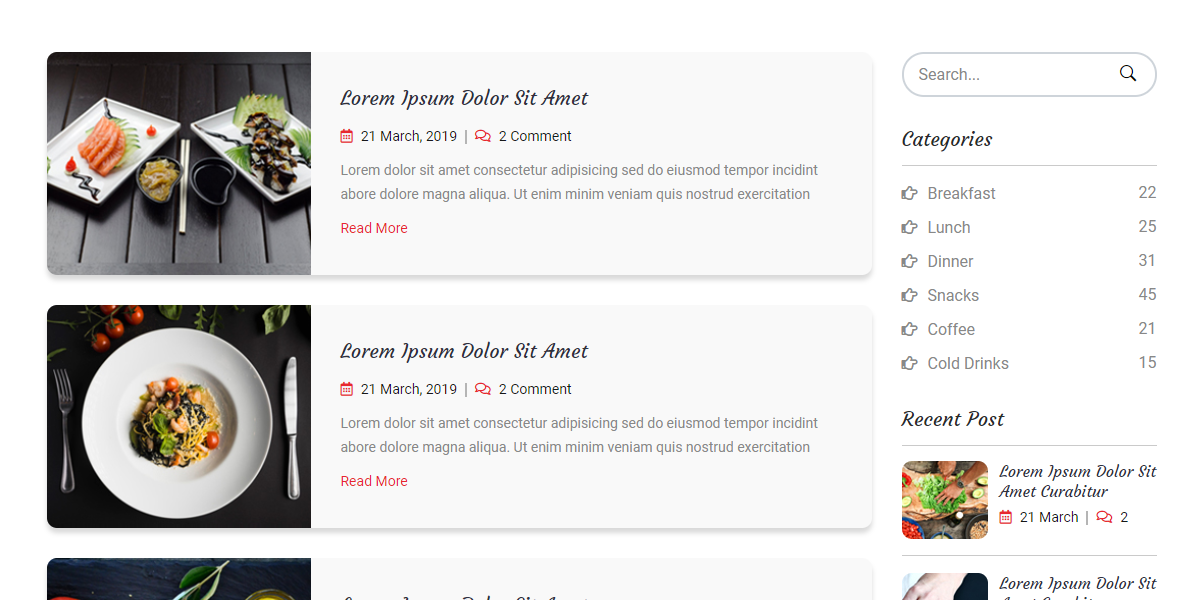 Lorem Ipsum Dolor Sit Amet
21 March, 2019 | 2 Comment
Lorem dolor sit amet consectetur adipisicing sed do eiusmod tempor incidint
abore dolore magna aliqua. Ut enim minim veniam quis nostrud exercitation
Read More
Lorem Ipsum Dolor Sit Amet
21 March, 2019 | 2 Comment
Lorem dolor sit amet consectetur adipisicing sed do eiusmod tempor incidint
abore dolore magna aliqua. Ut enim minim veniam quis nostrud exercitation
Read More
Search...
Categories
Breakfast 22
Lunch 25
Dinner 31
Snacks 45
Coffee 21
Cold Drinks 15
Recent Post
Lorem Ipsum Dolor Sit
Amet Curabitur
21 March | 2
Lorem Ipsum Dolor Sit